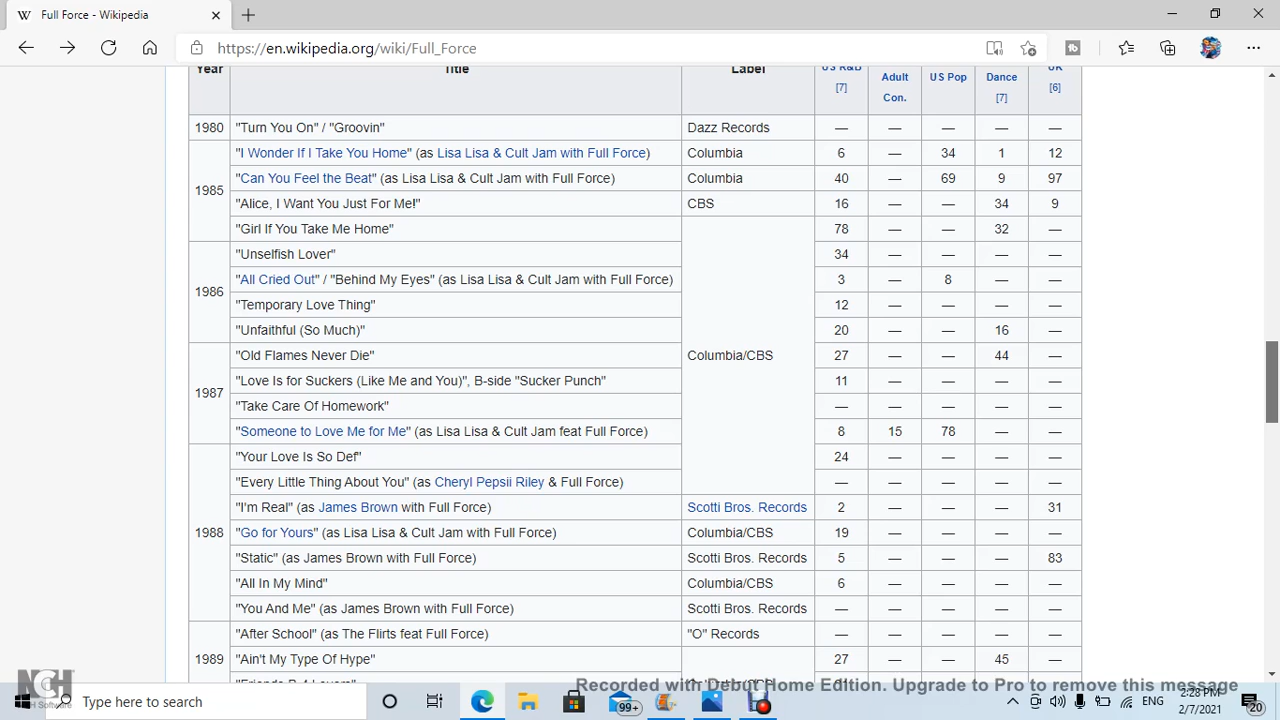 Full Force - Wikipedia
https://en.wikipedia.org/wiki/Full_Force
Year Title Label US R&B [7] Adult Con. US Pop Dance [7] UK [6]
1980 "Turn You On" / "Groovin" Dazz Records — — — — —
1985 "I Wonder If I Take You Home" (as Lisa Lisa & Cult Jam with Full Force) Columbia 6 — 34 1 12
"Can You Feel the Beat" (as Lisa Lisa & Cult Jam with Full Force) Columbia 40 — 69 9 97
"Alice, I Want You Just For Me!" CBS 16 — — 34 9
"Girl If You Take Me Home" Columbia/CBS 78 — — 32 —
1986 "Unselfish Lover" 34 — — — —
"All Cried Out" / "Behind My Eyes" (as Lisa Lisa & Cult Jam with Full Force) 3 — 8 — —
"Temporary Love Thing" 12 — — — —
"Unfaithful (So Much)" 20 — — 16 —
1987 "Old Flames Never Die" 27 — — 44 —
"Love Is for Suckers (Like Me and You)", B-side "Sucker Punch" 11 — — — —
"Take Care Of Homework" — — — — —
"Someone to Love Me for Me" (as Lisa Lisa & Cult Jam feat Full Force) 8 15 78 — —
1988 "Your Love Is So Def" 24 — — — —
"Every Little Thing About You" (as Cheryl Pepsii Riley & Full Force) — — — — —
"I'm Real" (as James Brown with Full Force) Scotti Bros. Records 2 — — — 31
"Go for Yours" (as Lisa Lisa & Cult Jam with Full Force) Columbia/CBS 19 — — — —
"Static" (as James Brown with Full Force) Scotti Bros. Records 5 — — — 83
"All In My Mind" Columbia/CBS 6 — — — —
"You And Me" (as James Brown with Full Force) Scotti Bros. Records — — — — —
1989 "After School" (as The Flirts feat Full Force) "O" Records — — — — —
"Ain't My Type Of Hype" 27 — — 45 —
Recorded with Debut Home Edition. Upgrade to Pro to remove this message
NCH Software
Type here to search
99+
ENG
2:28 PM
2/7/2021
20